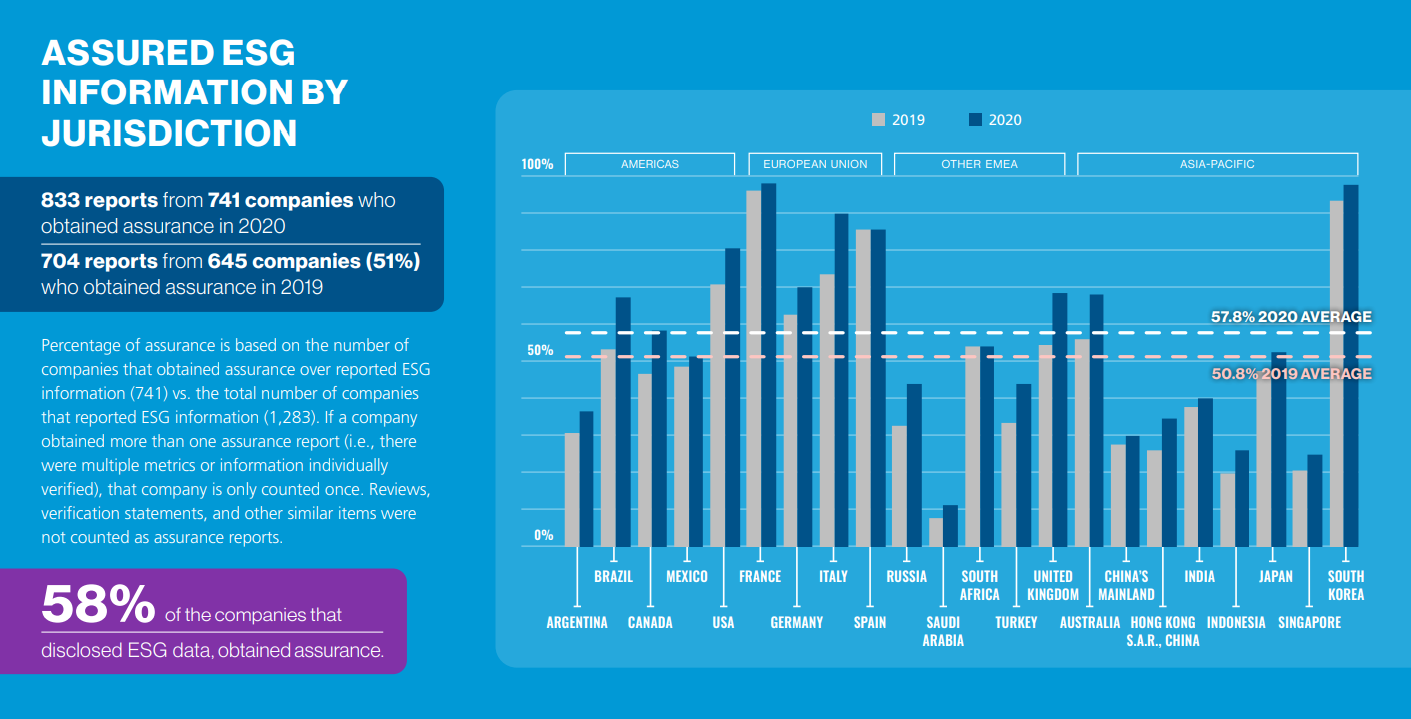 ASSURED ESG
INFORMATION BY
JURISDICTION
833 reports from 741 companies who
obtained assurance in 2020
704 reports from 645 companies (51%)
who obtained assurance in 2019
Percentage of assurance is based on the number of
companies that obtained assurance over reported ESG
information (741) vs. the total number of companies
that reported ESG information (1,283). If a company
obtained more than one assurance report (i.e., there
were multiple metrics or information individually
verified), that company is only counted once. Reviews,
verification statements, and other similar items were
not counted as assurance reports.
58% of the companies that
disclosed ESG data, obtained assurance.
2019 2020
100% AMERICAS EUROPEAN UNION OTHER EMEA ASIA-PACIFIC
57.8% 2020 AVERAGE
50%
50.8% 2019 AVERAGE
0%
BRAZIL MEXICO FRANCE ITALY RUSSIA SOUTH AFRICA UNITED KINGDOM CHINA'S MAINLAND INDIA JAPAN SOUTH KOREA
ARGENTINA CANADA USA GERMANY SPAIN SAUDI ARABIA TURKEY AUSTRALIA HONG KONG S.A.R., CHINA INDONESIA SINGAPORE